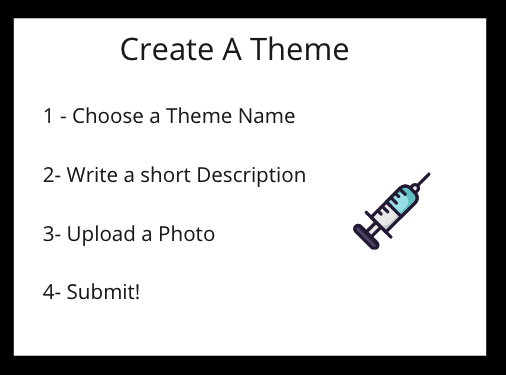 Create A Theme
1 - Choose a Theme Name
2- Write a short Description
3- Upload a Photo
4- Submit!